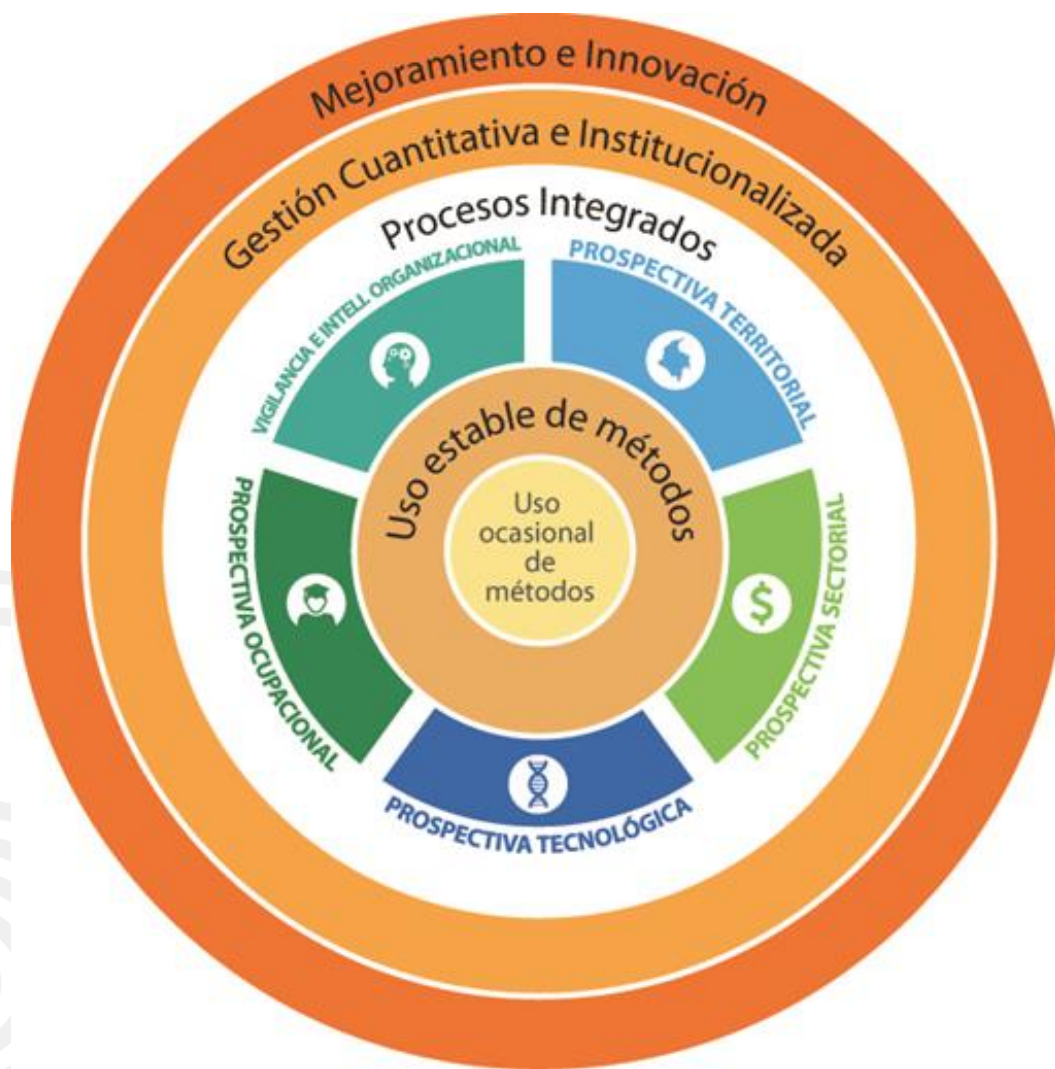 Mejoramiento e Innovación
Gestión Cuantitativa e Institucionalizada
Procesos Integrados
VIGILANCIA E INTELL ORGANIZACIONAL
PROSPECTIVA TERRITORIAL
Uso estable de métodos
Uso
ocasional
de
métodos
PROSPECTIVA OCUPACIONAL
PROSPECTIVA SECTORIAL
$
PROSPECTIVA TECNOLÓGICA